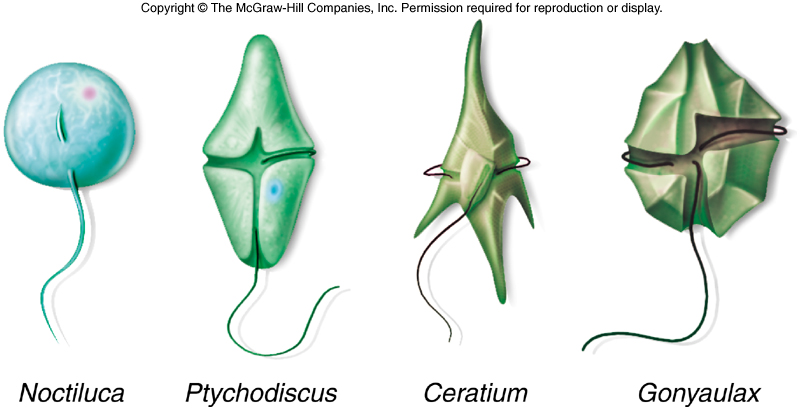 Copyright © The McGraw-Hill Companies, Inc. Permission required for reproduction or display.
Noctiluca
Ptychodiscus
Ceratium
Gonyaulax